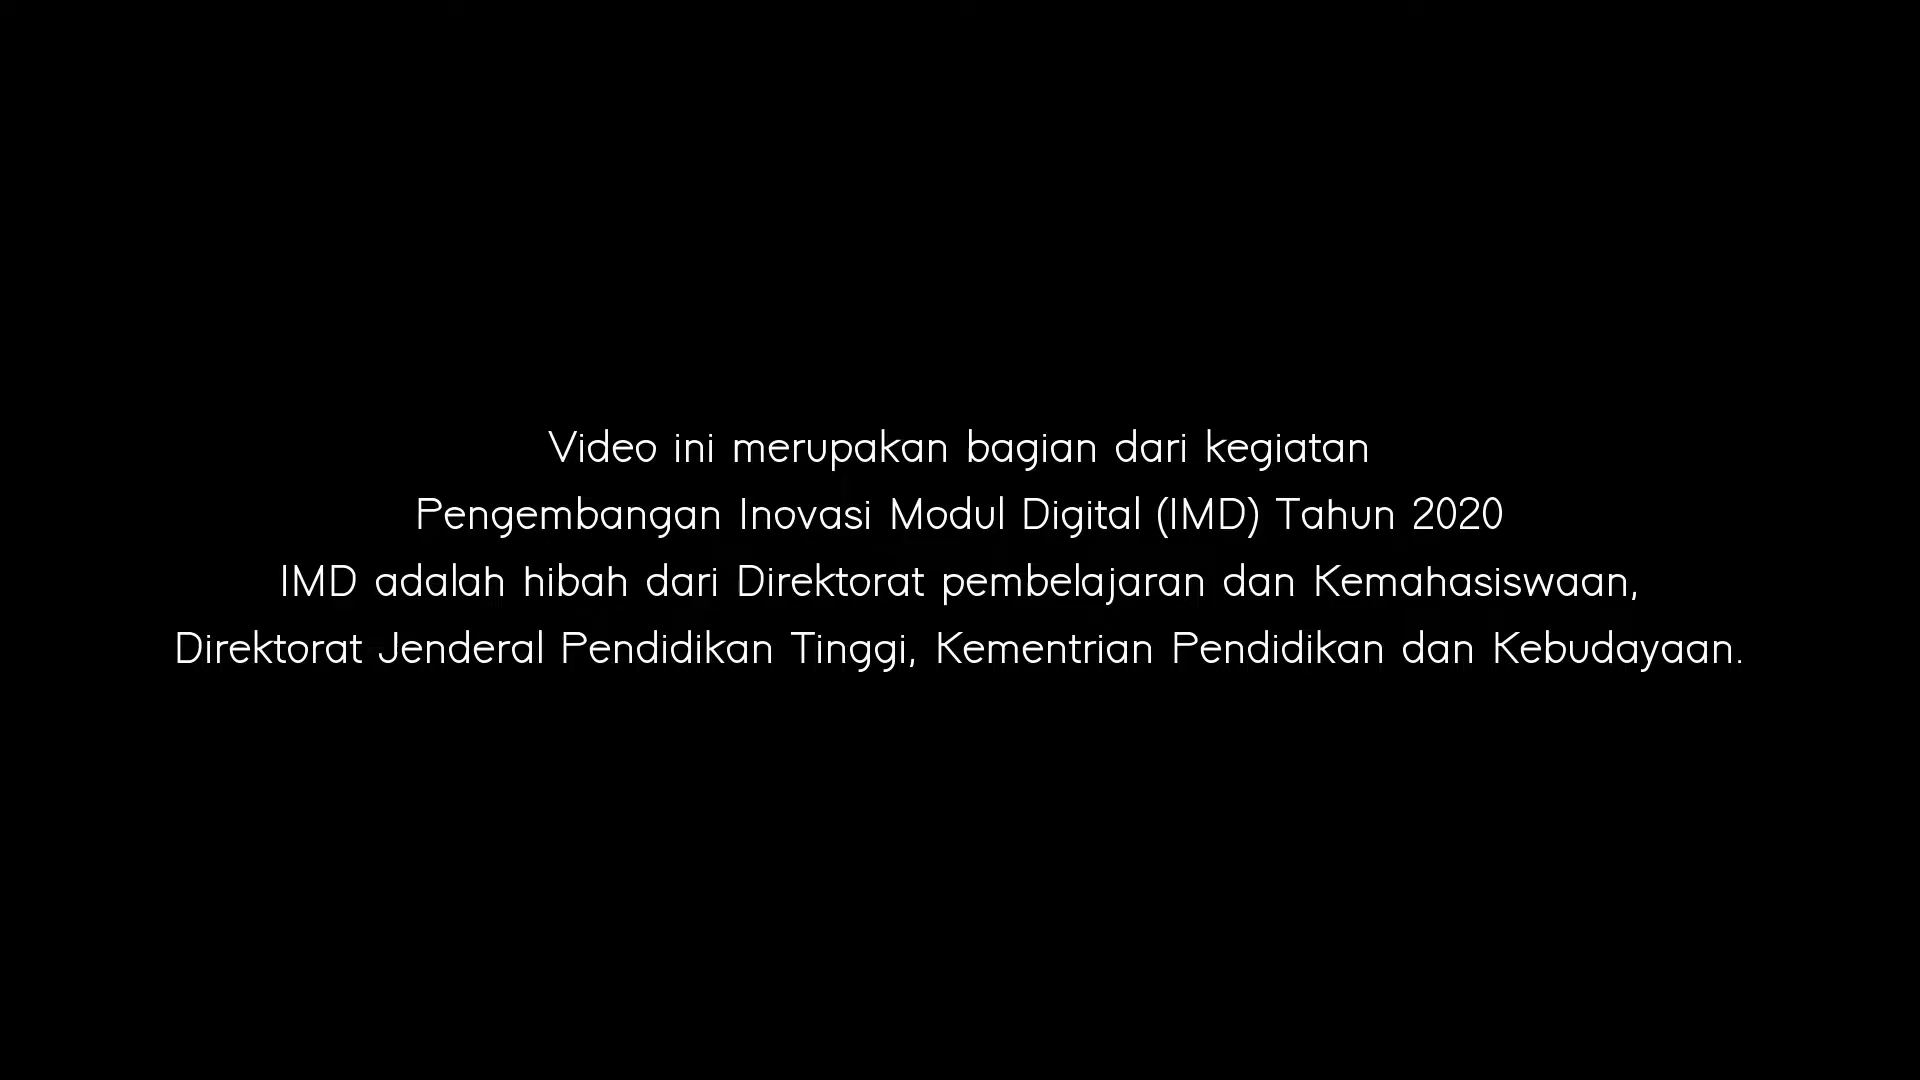 Video ini merupakan bagian dari kegiatan
Pengembangan Inovasi Modul Digital (IMD) Tahun 2020
IMD adalah hibah dari Direktorat pembelajaran dan Kemahasiswaan,
Direktorat Jenderal Pendidikan Tinggi, Kementrian Pendidikan dan Kebudayaan.